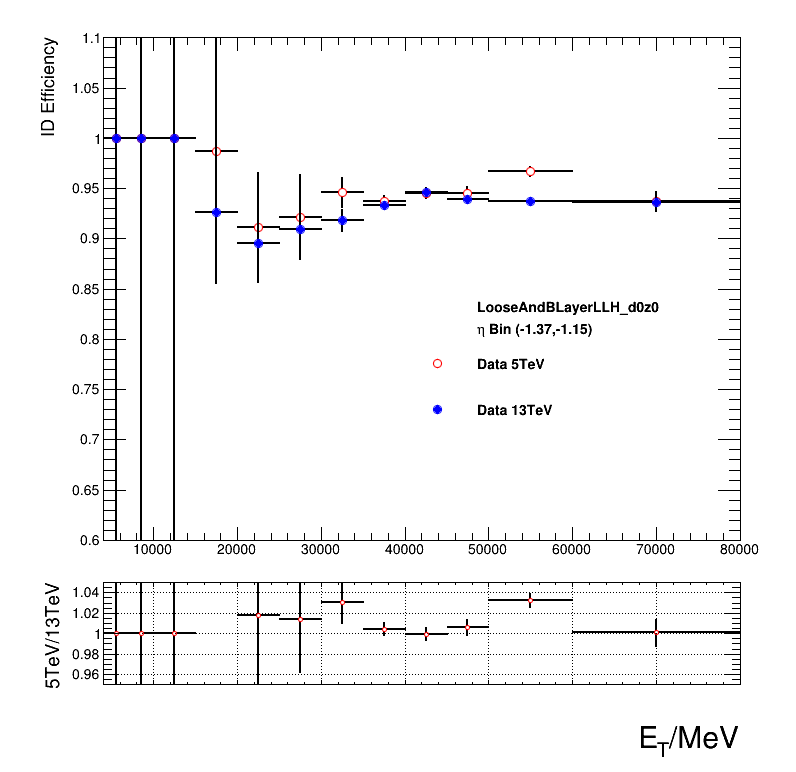 ID Efficiency
1.1
1.05
1
0.95
0.9
0.85
0.8
0.75
0.7
0.65
0.6
LooseAndBLayerLLH_d0z0
η Bin (-1.37,-1.15)
Data 5TeV
Data 13TeV
10000 20000 30000 40000 50000 60000 70000 80000
5TeV/13TeV
1.04
1.02
1
0.98
0.96
E_T/MeV